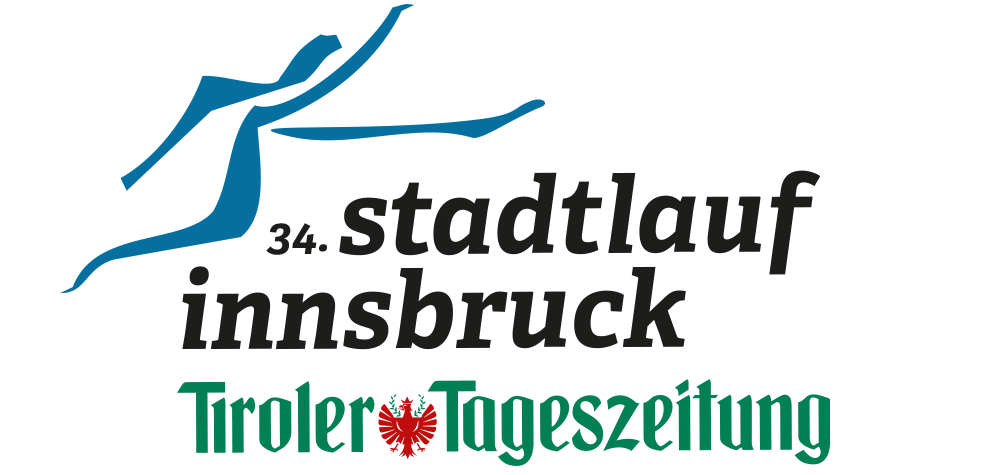 34. stadtlauf
innsbruck
Tiroler Tageszeitung